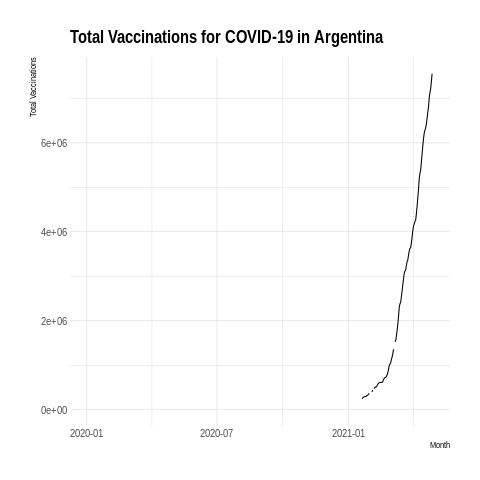 Total Vaccinations for COVID-19 in Argentina
Total Vaccinations
6e+06
4e+06
2e+06
0e+00
2020-01 2020-07 2021-01
Month